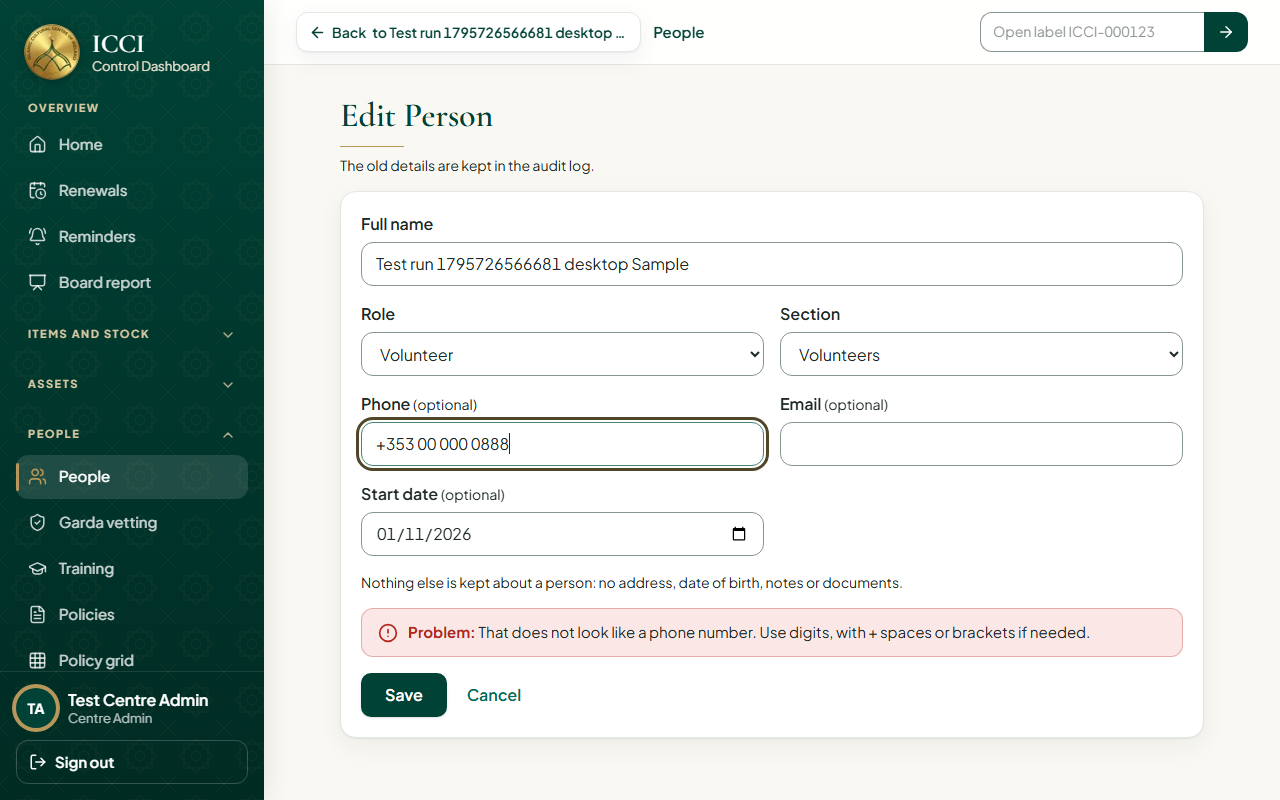 ICCI
Control Dashboard
OVERVIEW
Home
Renewals
Reminders
Board report
ITEMS AND STOCK
ASSETS
PEOPLE
People
Garda vetting
Training
Policies
Policy grid
TA
Test Centre Admin
Centre Admin
Sign out
Back to Test run 1795726566681 desktop ...
People
Open label ICCI-000123
Edit Person
The old details are kept in the audit log.
Full name
Test run 1795726566681 desktop Sample
Role
Section
Volunteer
Volunteers
Phone (optional)
Email (optional)
+353 00 000 0888
Start date (optional)
01/11/2026
Nothing else is kept about a person: no address, date of birth, notes or documents.
Problem: That does not look like a phone number. Use digits, with + spaces or brackets if needed.
Save
Cancel